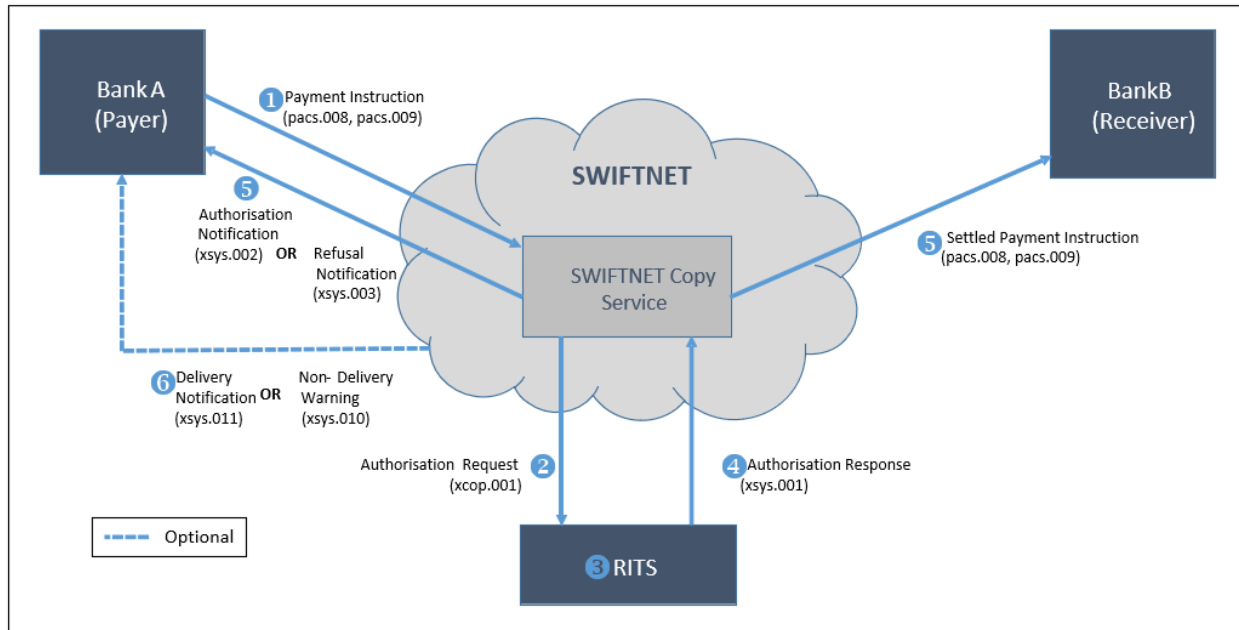 Bank A
(Payer)
BankB
(Receiver)
1 Payment Instruction
(pacs.008, pacs.009)
SWIFTNET
5
Authorisation
Notification
(xsys.002) OR Refusal
Notification
(xsys.003)
SWIFTNET Copy
Service
5 Settled Payment Instruction
(pacs.008, pacs.009)
6 Delivery
Notification OR
(xsys.011)
Non- Delivery
Warning
(xsys.010)
Authorisation Request 2
(xcop.001)
4 Authorisation Response
(xsys.001)
3 RITS
Optional